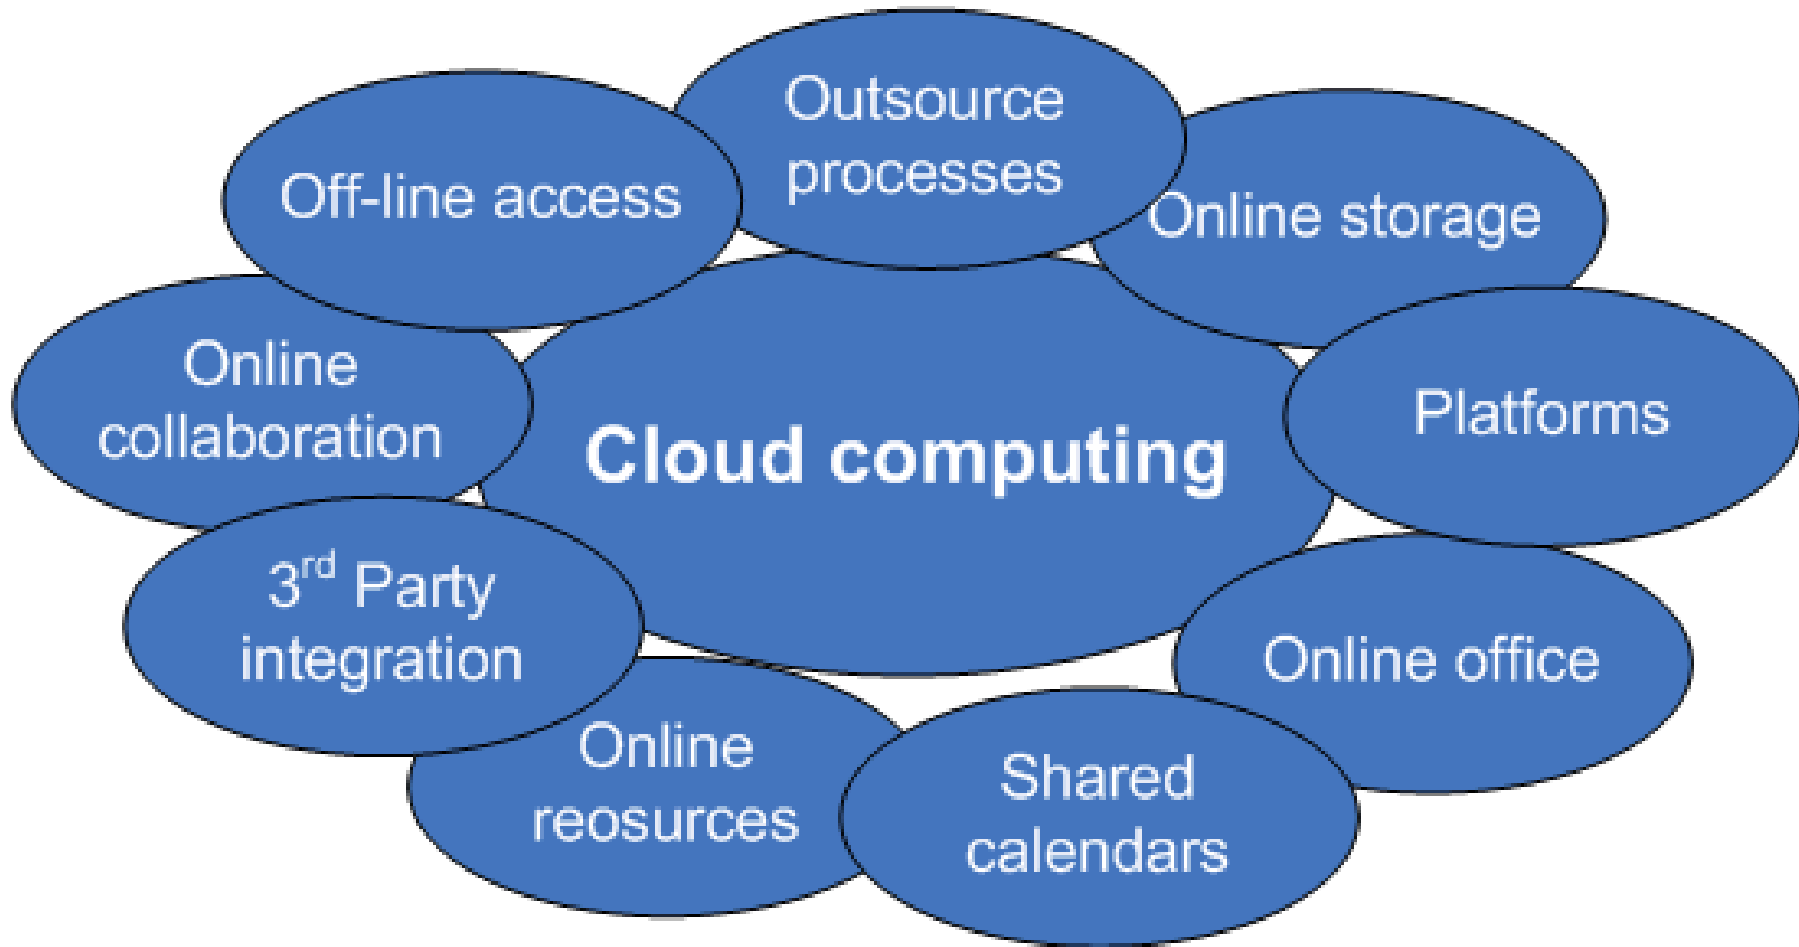 Outsource
processes
Off-line access
Online storage
Online
collaboration
Cloud computing
Platforms
3rd Party
integration
Online office
Online
reosurces
Shared
calendars